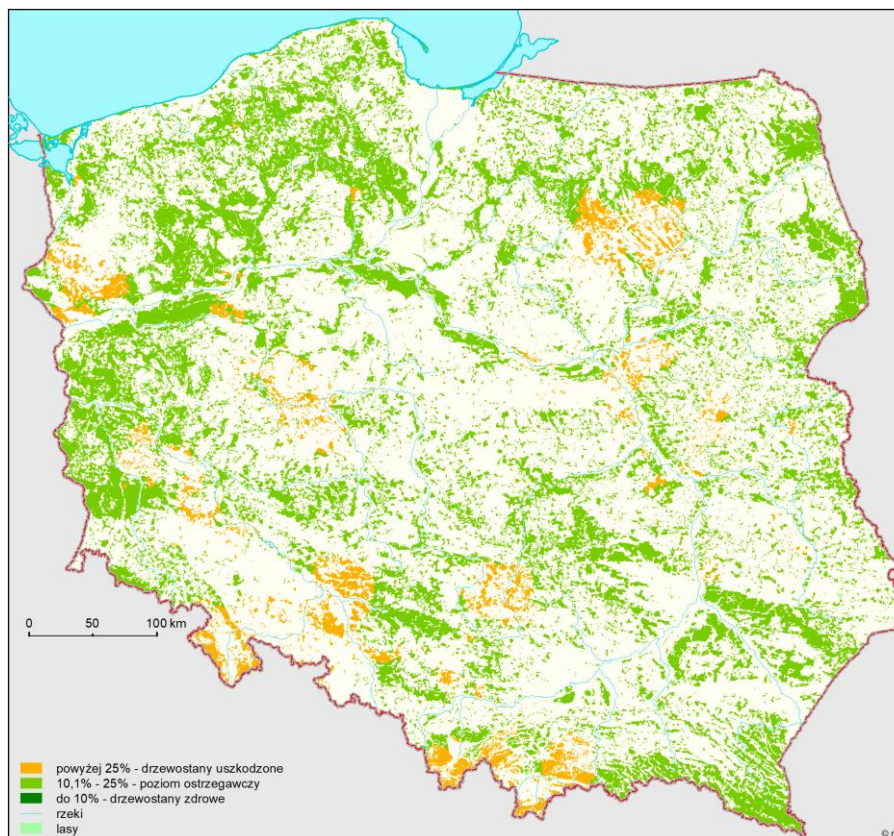 0 50 100 km
powyżej 25% - drzewostany uszkodzone
10,1% - 25% - poziom ostrzegawczy
do 10% - drzewostany zdrowe
rzeki
lasy
©